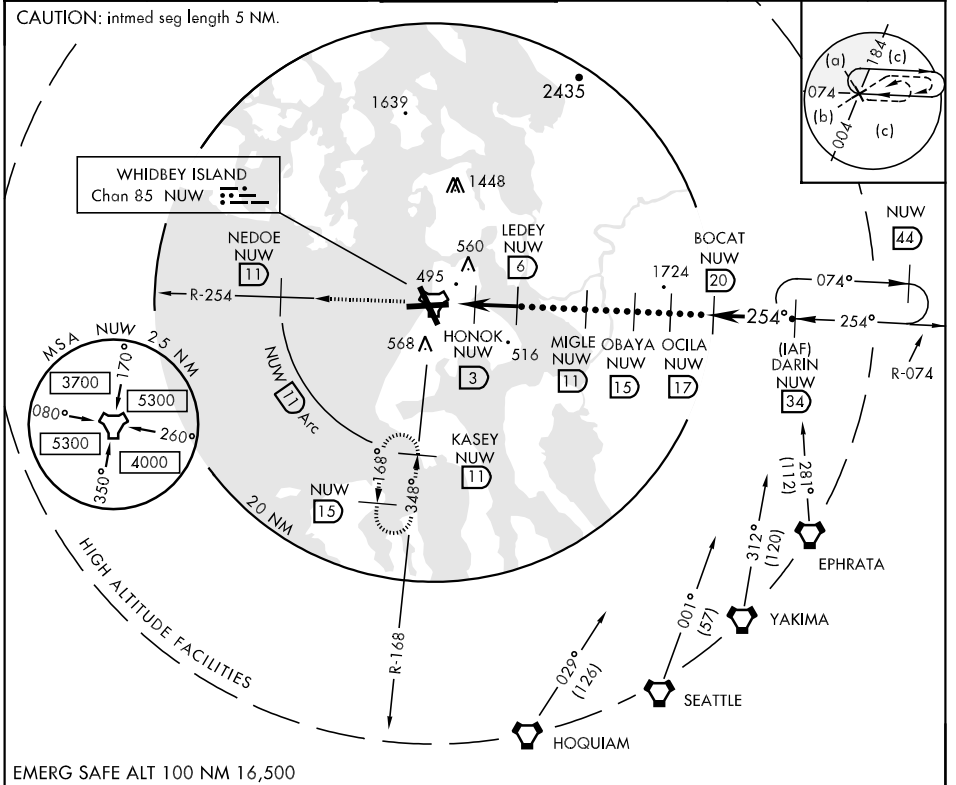 CAUTION: intmed seg length 5 NM.
(a)
184
(c)
074
(b)
004
(c)
1639
2435
WHIDBEY ISLAND
Chan 85 NUW
1448
NEDOE
NUW
11
560
495
LEDEY
NUW
6
1724
BOCAT
NUW
20
NUW
44
R-254
074°
254°
254°
R-074
568
HONOK
NUW
3
516
MIGLE
NUW
11
OBAYA
NUW
15
OCILA
NUW
17
(IAF)
DARIN
NUW
34
NUW 11 Arc
MSA NUW 25 NM
170°
3700
5300
080°
260°
5300
4000
350°
168°
348°
KASEY
NUW
11
NUW
15
20 NM
281°
(112)
EPHRATA
312°
(120)
YAKIMA
001°
(57)
SEATTLE
029°
(126)
HOQUIAM
R-168
HIGH ALTITUDE FACILITIES
EMERG SAFE ALT 100 NM 16,500